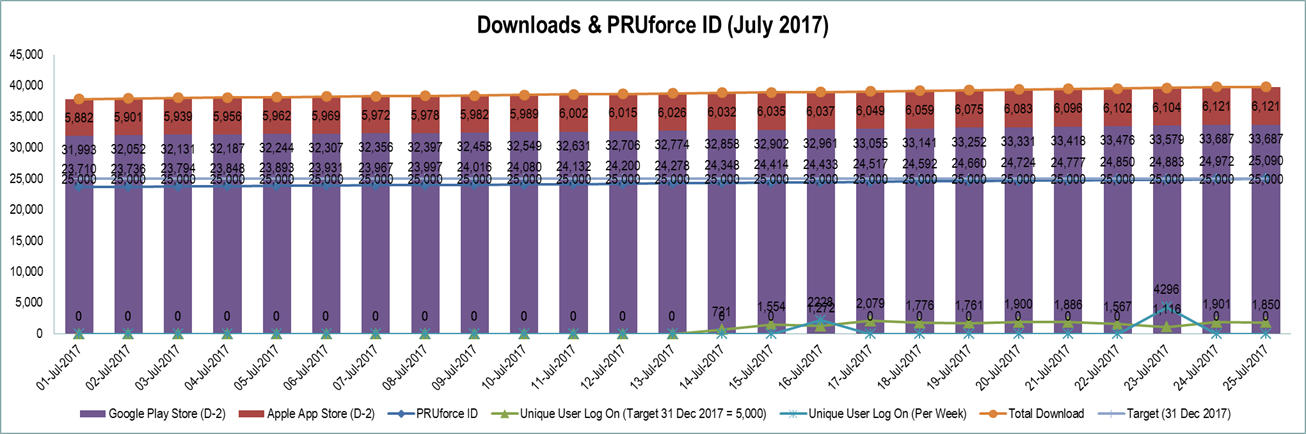 Downloads & PRUforce ID (July 2017)
45,000
40,000
35,000
30,000
25,000
20,000
15,000
10,000
5,000
0
5,882 5,901 5,939 5,956 5,962 5,969 5,972 5,978 5,982 5,989 6,002 6,015 6,026 6,032 6,035 6,037 6,049 6,059 6,075 6,083 6,096 6,102 6,104 6,121 6,121
31,993 32,052 32,131 32,187 32,244 32,307 32,356 32,397 32,458 32,549 32,631 32,706 32,774 32,858 32,902 32,961 33,055 33,141 33,252 33,331 33,418 33,476 33,579 33,687 33,687
23,710 23,736 23,794 23,848 23,893 23,931 23,967 23,997 24,016 24,080 24,132 24,200 24,278 24,348 24,414 24,433 24,517 24,592 24,660 24,724 24,777 24,850 24,883 24,972 25,090
25,000 25,000 25,000 25,000 25,000 25,000 25,000 25,000 25,000 25,000 25,000 25,000 25,000 25,000 25,000 25,000 25,000 25,000 25,000 25,000 25,000 25,000 25,000 25,000 25,000
2228 4296
1,554 1,272 2,079 1,776 1,761 1,900 1,886 1,567 1,901 1,850
0 0 0 0 0 0 0 0 0 0 0 0 0 0 0 0 0 0 0 0 0 0 0
01-Jul-2017 02-Jul-2017 03-Jul-2017 04-Jul-2017 05-Jul-2017 06-Jul-2017 07-Jul-2017 08-Jul-2017 09-Jul-2017 10-Jul-2017 11-Jul-2017 12-Jul-2017 13-Jul-2017 14-Jul-2017 15-Jul-2017 16-Jul-2017 17-Jul-2017 18-Jul-2017 19-Jul-2017 20-Jul-2017 21-Jul-2017 22-Jul-2017 23-Jul-2017 24-Jul-2017 25-Jul-2017
Google Play Store (D-2) Apple App Store (D-2) PRUforce ID Unique User Log On (Target 31 Dec 2017 = 5,000) Unique User Log On (Per Week) Total Download Target (31 Dec 2017)